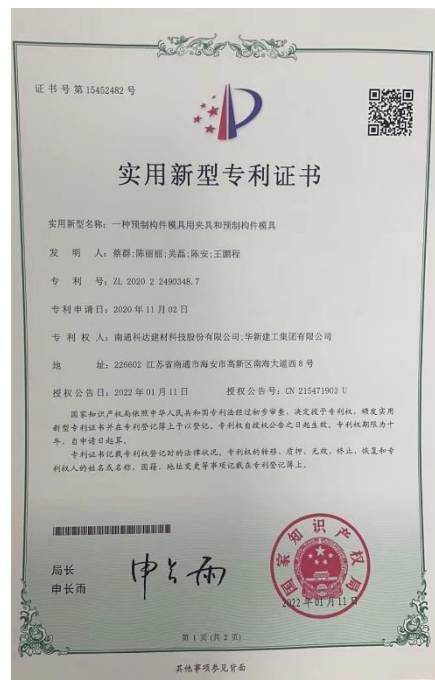 证书号第15452482号
实用新型专利证书
实用新型名称：一种预制构件模具用夹具和预制构件模具
发明人：蔡群;陈丽丽;吴磊;陈安;王鹏程
专利号：ZL 2020 2 2490348.7
专利申请日：2020年11月02日
专利权人：南通科达建材科技股份有限公司;华新建工集团有限公司
地址：226602 江苏省南通市海安市高新区南海大道西8号
授权公告日：2022年01月11日 授权公告号：CN 215471903 U
国家知识产权局依照中华人民共和国专利法经过初步审查，决定授予专利权，颁发实用
新型专利证书并在专利登记簿上予以登记。专利权自授权公告之日起生效。专利权期限为十
年，自申请日起算。
专利证书记载专利权登记时的法律状况。专利权的转移、质押、无效、终止、恢复和专
利权人的姓名或名称、国籍、地址变更等事项记载在专利登记簿上。
局长
申长雨
申长雨
国家知识产权局
2022年01月11日
第1页(共2页)
其他事项参见背面